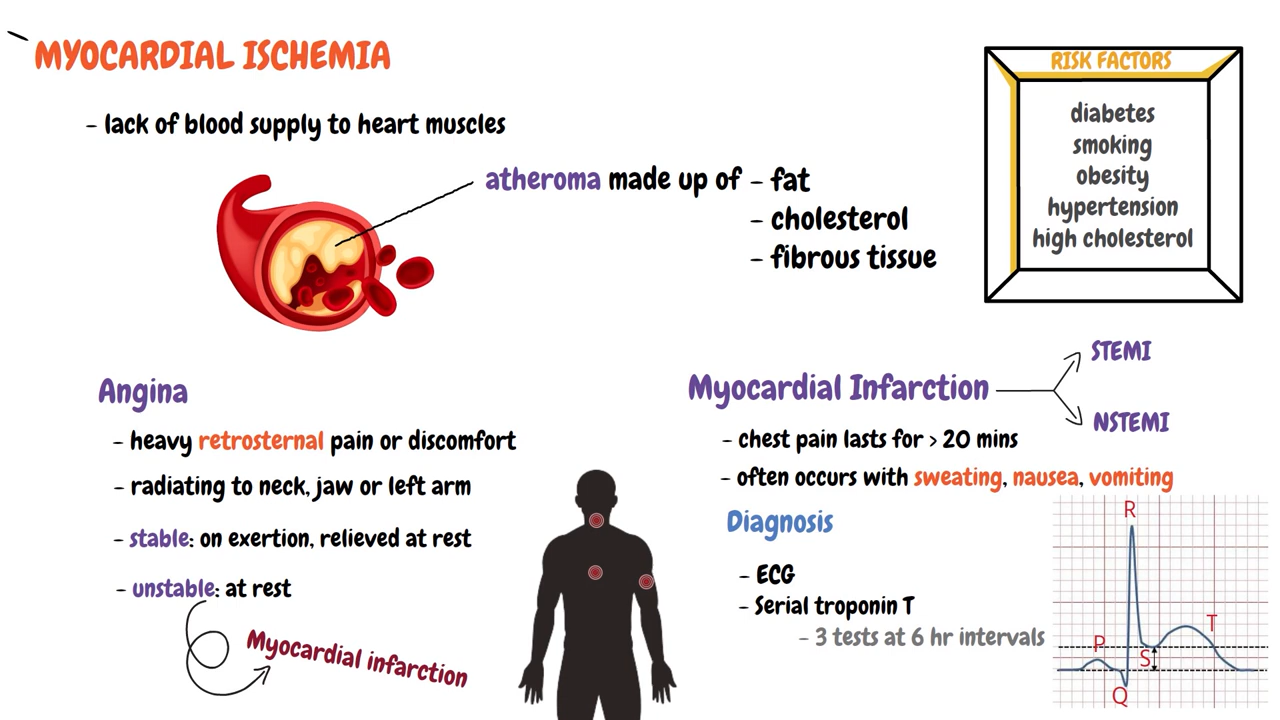 MYOCARDIAL ISCHEMIA
- lack of blood supply to heart muscles
atheroma made up of - fat
- cholesterol
- fibrous tissue
RISK FACTORS
diabetes
smoking
obesity
hypertension
high cholesterol
Angina
- heavy retrosternal pain or discomfort
- radiating to neck, jaw or left arm
- stable: on exertion, relieved at rest
- unstable: at rest
Myocardial infarction
Myocardial Infarction
STEMI
NSTEMI
- chest pain lasts for > 20 mins
- often occurs with sweating, nausea, vomiting
Diagnosis
- ECG
- Serial troponin T
- 3 tests at 6 hr intervals
R
P
Q
S
T